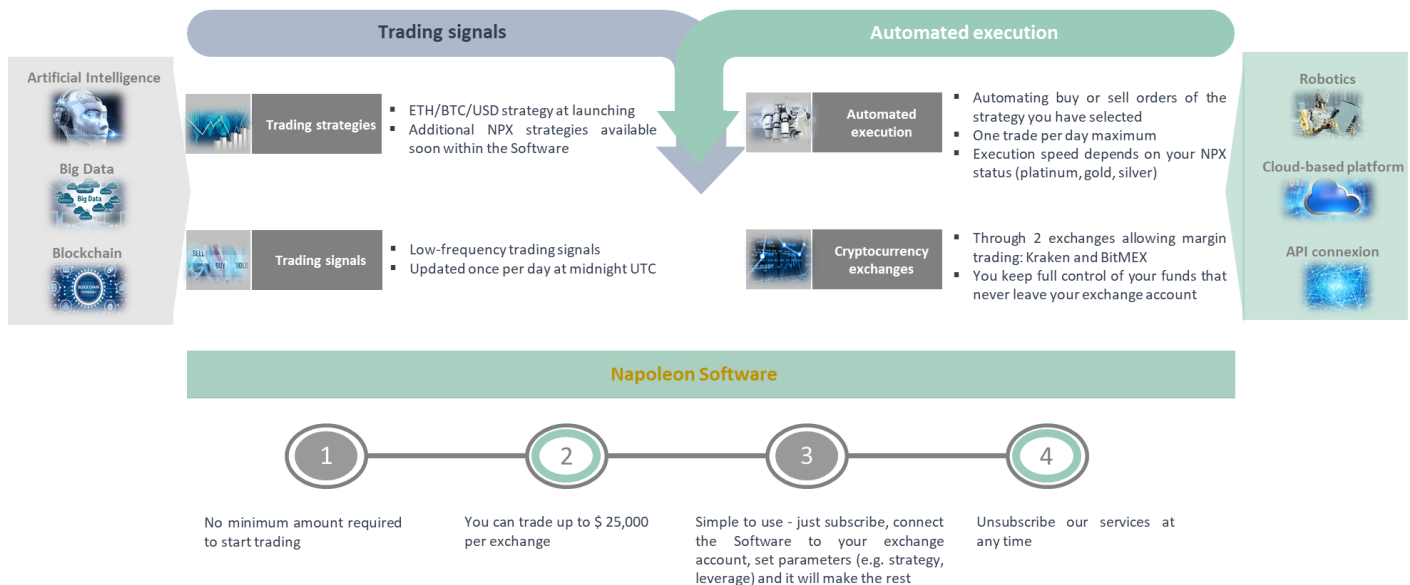 Trading signals
Automated execution
Artificial Intelligence
Big Data
Big Data
Blockchain
BLOCK CHAIN
Trading strategies
▪ ETH/BTC/USD strategy at launching
▪ Additional NPX strategies available
soon within the Software
SELL
BUY
HOLD
Trading signals
▪ Low-frequency trading signals
▪ Updated once per day at midnight UTC
Automated
execution
▪ Automating buy or sell orders of the
strategy you have selected
▪ One trade per day maximum
▪ Execution speed depends on your NPX
status (platinum, gold, silver)
Cryptocurrency
exchanges
▪ Through 2 exchanges allowing margin
trading: Kraken and BitMEX
▪ You keep full control of your funds that
never leave your exchange account
Robotics
Cloud-based platform
API connexion
Napoleon Software
1
2
3
4
No minimum amount required
to start trading
You can trade up to $ 25,000
per exchange
Simple to use - just subscribe, connect
the Software to your exchange
account, set parameters (e.g. strategy,
leverage) and it will make the rest
Unsubscribe our services at
any time